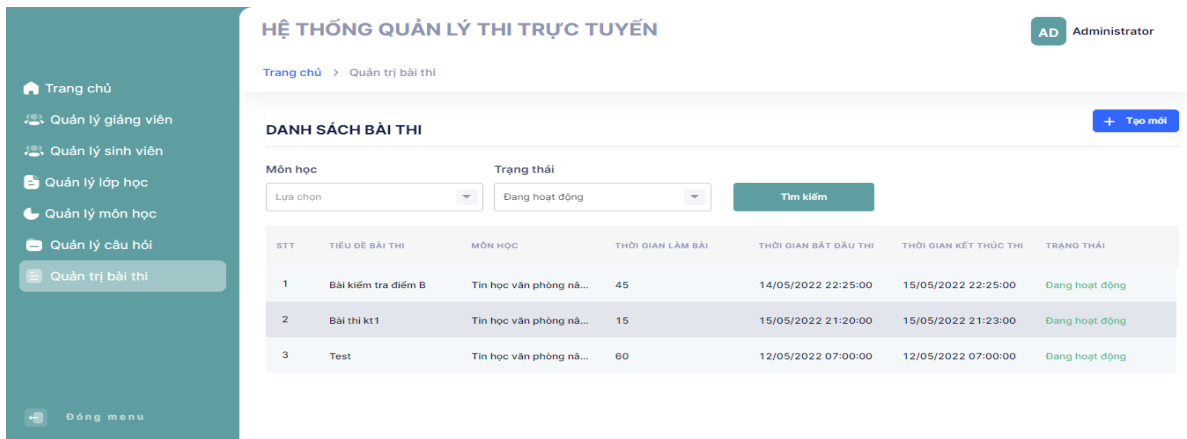 HỆ THỐNG QUẢN LÝ THI TRỰC TUYẾN
AD Administrator
Trang chủ > Quản trị bài thi
Trang chủ
Quản lý giảng viên
Quản lý sinh viên
Quản lý lớp học
Quản lý môn học
Quản lý câu hỏi
Quản trị bài thi
Đóng menu
DANH SÁCH BÀI THI
+ Tạo mới
Môn học Trạng thái
Lựa chọn Đang hoạt động Tìm kiếm
STT TIÊU ĐỀ BÀI THI MÔN HỌC THỜI GIAN LÀM BÀI THỜI GIAN BẮT ĐẦU THI THỜI GIAN KẾT THÚC THI TRẠNG THÁI
1 Bài kiểm tra điểm B Tin học văn phòng nâ... 45 14/05/2022 22:25:00 15/05/2022 22:25:00 Đang hoạt động
2 Bài thi kt1 Tin học văn phòng nâ... 15 15/05/2022 21:20:00 15/05/2022 21:23:00 Đang hoạt động
3 Test Tin học văn phòng nâ... 60 12/05/2022 07:00:00 12/05/2022 07:00:00 Đang hoạt động